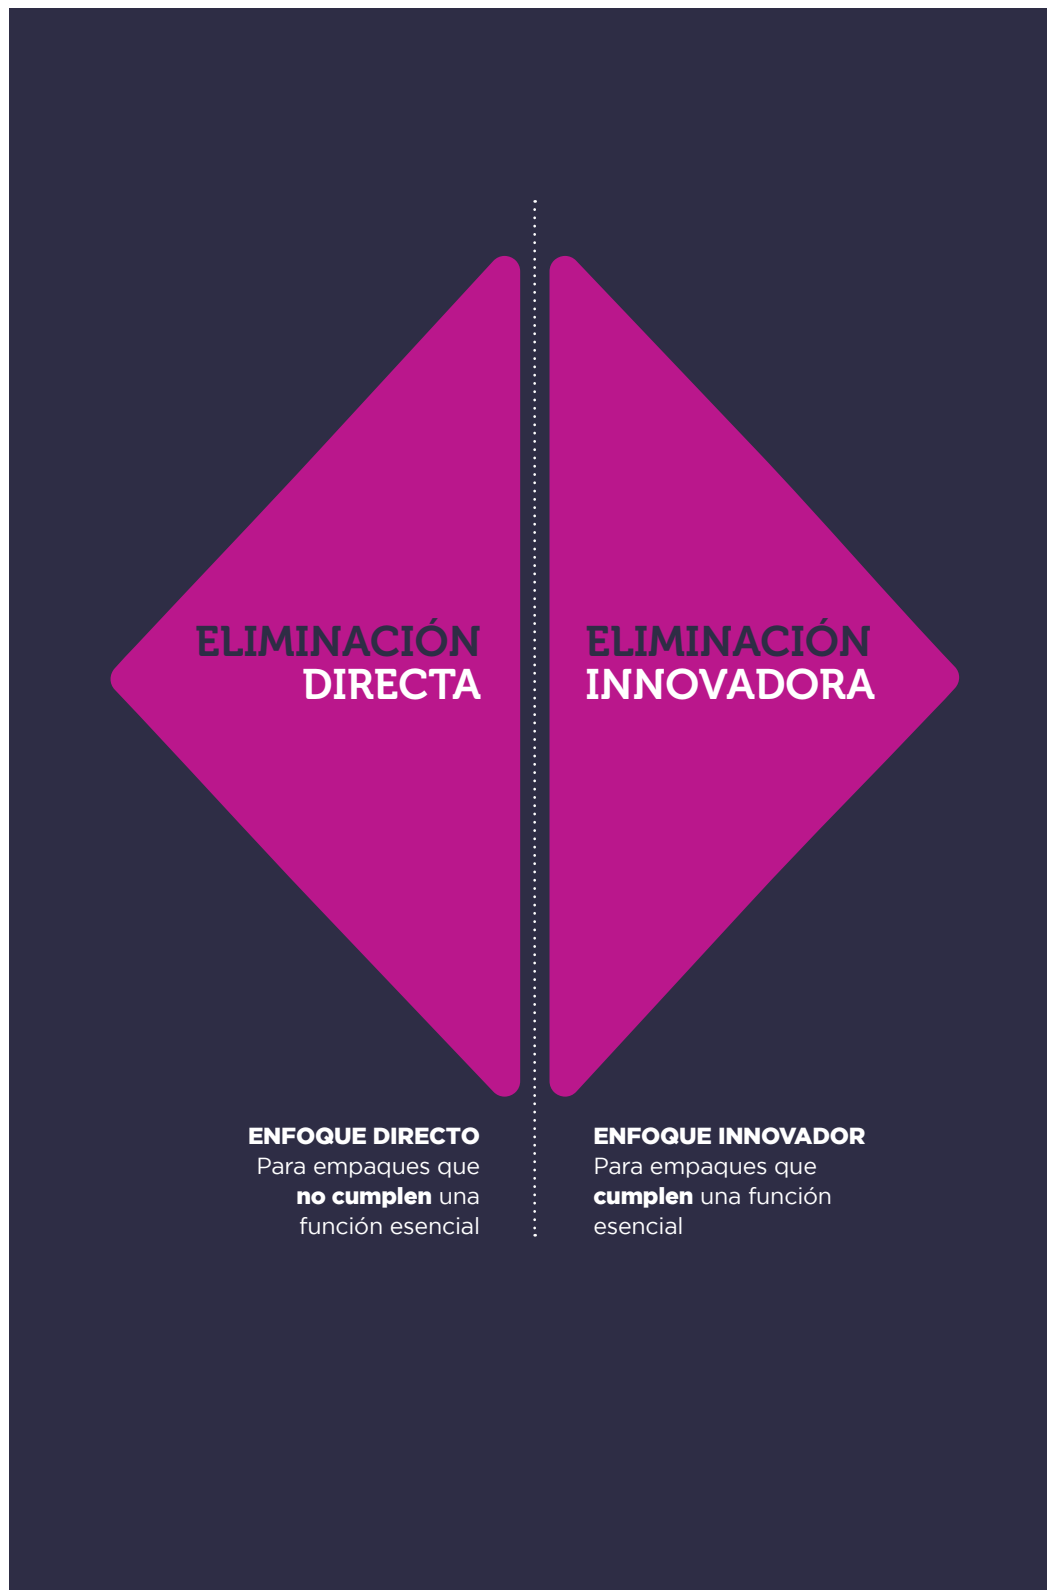 ELIMINACIÓN
DIRECTA
ELIMINACIÓN
INNOVADORA
ENFOQUE DIRECTO
Para empaques que
no cumplen una
función esencial
ENFOQUE INNOVADOR
Para empaques que
cumplen una función
esencial